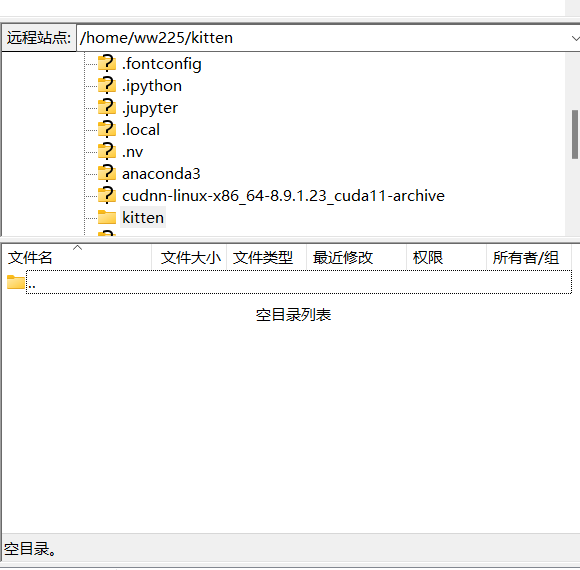 远程站点: /home/ww225/kitten
.fontconfig
.ipython
.jupyter
.local
.nv
anaconda3
cudnn-linux-x86_64-8.9.1.23_cuda11-archive
kitten
文件名 文件大小 文件类型 最近修改 权限 所有者/组
..
空目录列表
空目录。